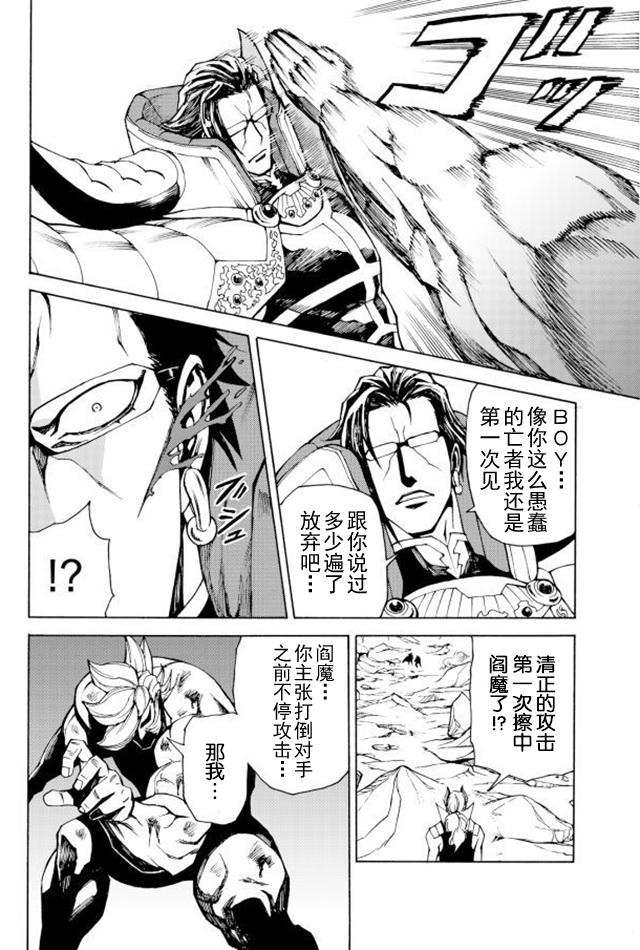 ゴッ
BOY…
像你这么愚蠢
的亡者我还是
第一次见
跟你说过
多少遍了
放弃吧…
ブシュ
!?
清正的攻击
第一次擦中
阎魔了!?
阎魔…
你主张打倒对手
之前不停攻击…
那我…